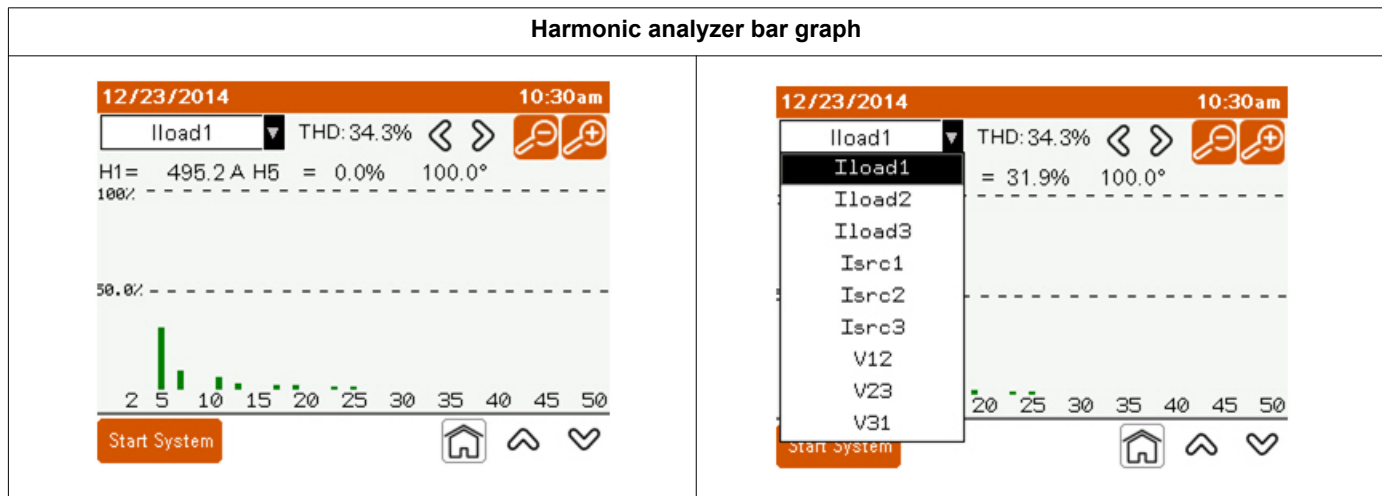 Harmonic analyzer bar graph
12/23/2014 10:30am
Iload1 THD: 34.3%
H1= 495.2 A H5 = 0.0% 100.0°
100%
50.0%
2 5 10 15 20 25 30 35 40 45 50
Start System
12/23/2014 10:30am
Iload1 THD: 34.3%
Iload1 = 31.9% 100.0°
Iload2
Iload3
Isrc1
Isrc2
Isrc3
V12
V23
20 25 30 35 40 45 50
V31
Start System